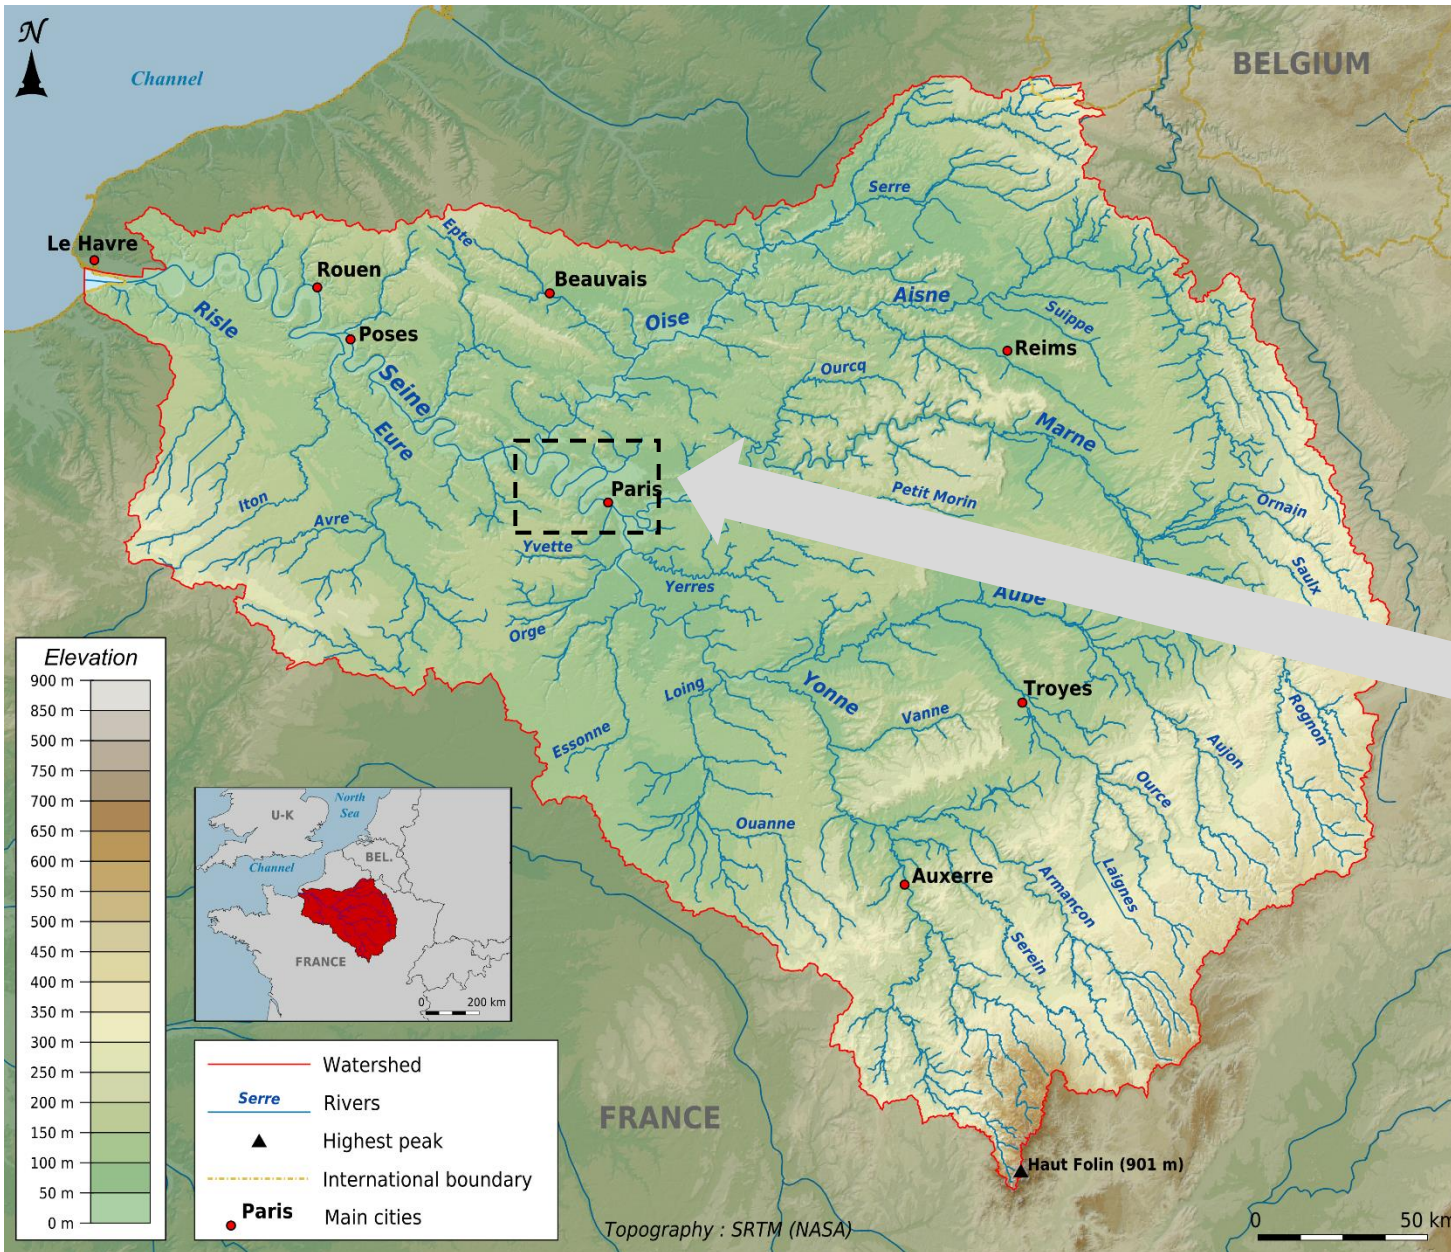 N
Channel
BELGIUM
Serre
Epte
Le Havre
Rouen
Beauvais
Aisne
Suippe
Risle
Oise
Poses
Reims
Ourcq
Seine
Eure
Marne
Paris
Petit Morin
Iton
Avre
Ornain
Yvette
Yerres
Saulx
Aube
Orge
Elevation
900 m
850 m
500 m
750 m
700 m
650 m
600 m
550 m
500 m
450 m
400 m
350 m
300 m
250 m
200 m
150 m
100 m
50 m
0 m
Loing
Yonne
Troyes
Vanne
Rognon
Essonne
Aujon
Ource
Ouanne
Auxerre
Armançon
Laignes
Serein
North
Sea
U-K
Channel
BEL.
FRANCE
0 200 km
Watershed
Serre Rivers
Highest peak
International boundary
Paris Main cities
FRANCE
Haut Folin (901 m)
Topography : SRTM (NASA)
0 50 km